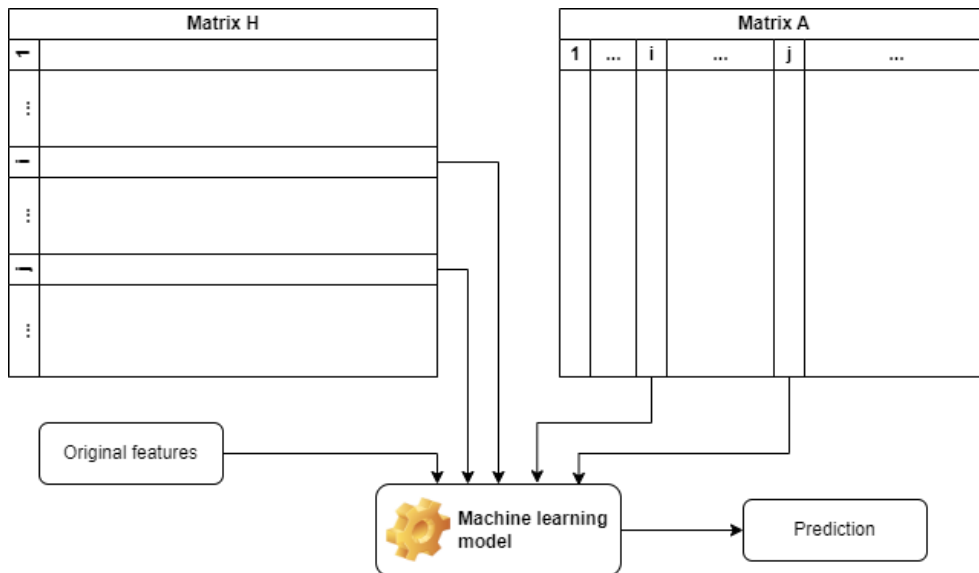 Matrix H
1
...
i
...
j
...
Matrix A
1 ... i ... j ...
Original features
Machine learning
model
Prediction